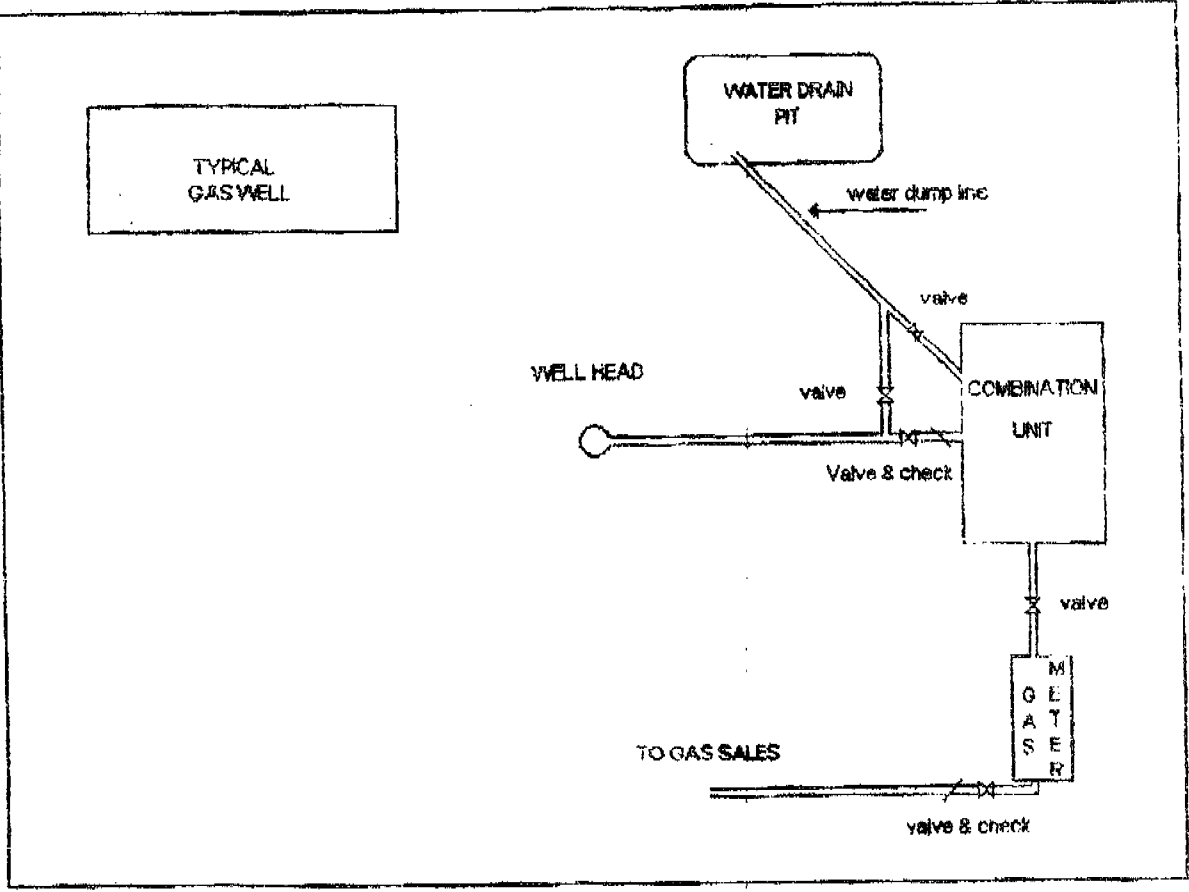 WATER DRAIN
PIT
TYPICAL
GAS WELL
water dump line
valve
WELL HEAD
valve
COMBINATION
UNIT
Valve & check
valve
GAS
METER
TO GAS SALES
valve & check